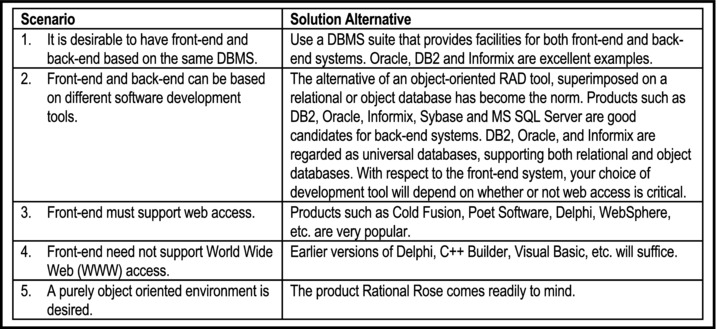 Scenario
Solution Alternative
1. It is desirable to have front-end and
back-end based on the same DBMS.
Use a DBMS suite that provides facilities for both front-end and back-
end systems. Oracle, DB2 and Informix are excellent examples.
2. Front-end and back-end can be based
on different software development
tools.
The alternative of an object-oriented RAD tool, superimposed on a
relational or object database has become the norm. Products such as
DB2, Oracle, Informix, Sybase and MS SQL Server are good
candidates for back-end systems. DB2, Oracle, and Informix are
regarded as universal databases, supporting both relational and object
databases. With respect to the front-end system, your choice of
development tool will depend on whether or not web access is critical.
3. Front-end must support web access.
Products such as Cold Fusion, Poet Software, Delphi, WebSphere,
etc. are very popular.
4. Front-end need not support World Wide
Web (WWW) access.
Earlier versions of Delphi, C++ Builder, Visual Basic, etc. will suffice.
5. A purely object oriented environment is
desired.
The product Rational Rose comes readily to mind.